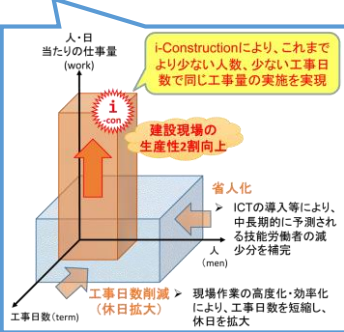 人・日
当たりの仕事量
(work)
i-Constructionにより、これまで
より少ない人数、少ない工事日
数で同じ工事量の実施を実現
i
-con
建設現場の
生産性2割向上
省人化
➤ ICTの導入等により、
中長期的に予測され
る技能労働者の減
少分を補完
人
(men)
工事日数(term)
工事日数削減
(休日拡大)
➤ 現場作業の高度化・効率化
により、工事日数を短縮し、
休日を拡大